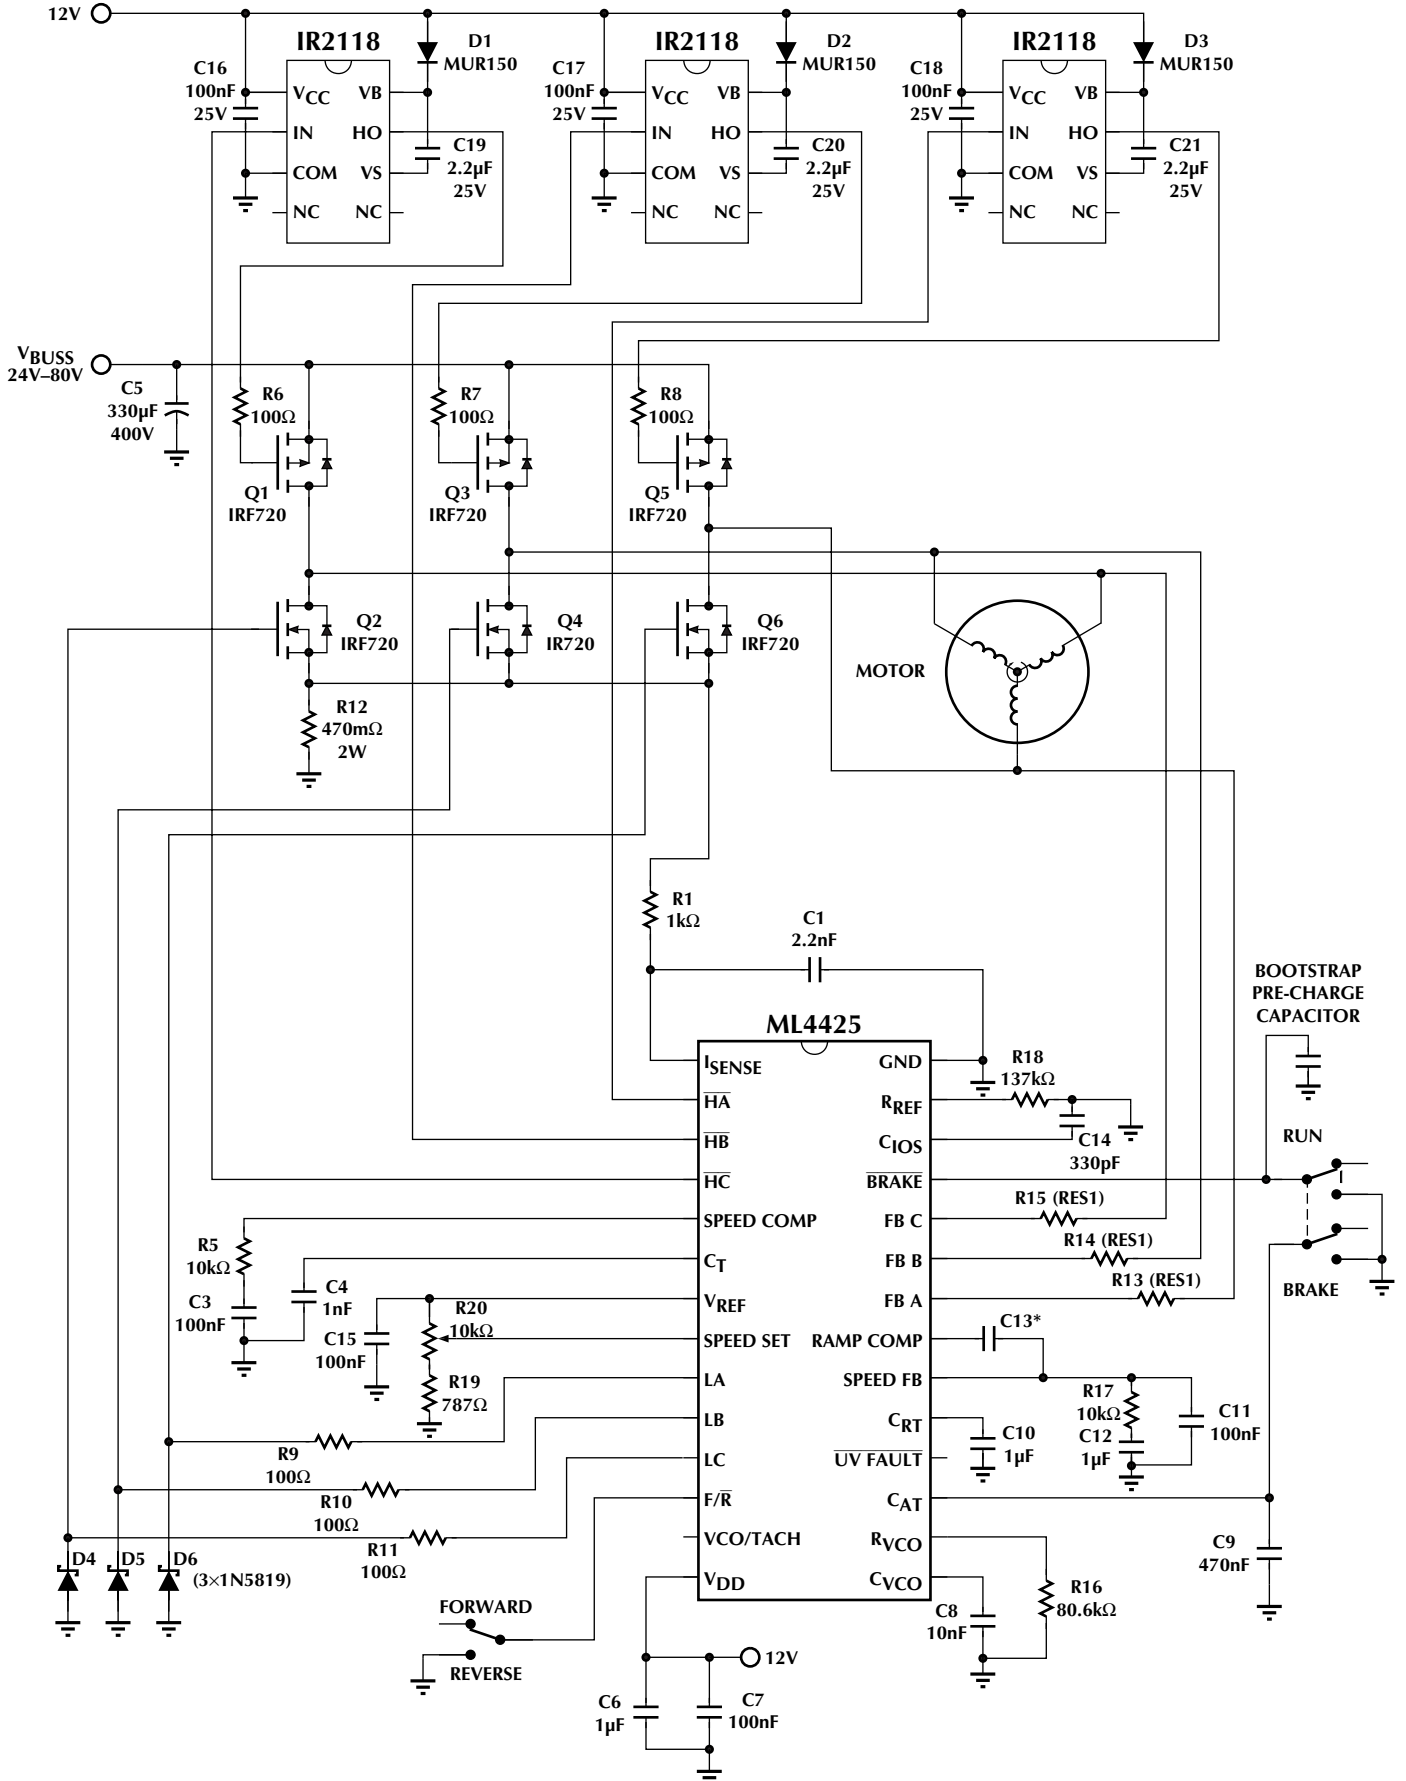 12V
IR2118
D1
MUR150
C16
100nF
25V
VCC
VB
IN
HO
COM
VS
NC
NC
C19
2.2µF
25V
IR2118
D2
MUR150
C17
100nF
25V
VCC
VB
IN
HO
COM
VS
NC
NC
C20
2.2µF
25V
IR2118
D3
MUR150
C18
100nF
25V
VCC
VB
IN
HO
COM
VS
NC
NC
C21
2.2µF
25V
VBUSS
24V–80V
C5
330µF
400V
R6
100Ω
R7
100Ω
R8
100Ω
Q1
IRF720
Q3
IRF720
Q5
IRF720
Q2
IRF720
Q4
IR720
Q6
IRF720
MOTOR
R12
470mΩ
2W
R1
1kΩ
C1
2.2nF
BOOTSTRAP
PRE-CHARGE
CAPACITOR
ML4425
ISENSE
HA
HB
HC
SPEED COMP
CT
VREF
SPEED SET
LA
LB
LC
F/R
VCO/TACH
VDD
GND
RREF
CIOS
BRAKE
FB C
FB B
FB A
RAMP COMP
SPEED FB
CRT
UV FAULT
CAT
RVCO
CVCO
R18
137kΩ
C14
330pF
RUN
BRAKE
R15 (RES1)
R14 (RES1)
R13 (RES1)
R5
10kΩ
C3
100nF
C4
1nF
C15
100nF
R20
10kΩ
R19
787Ω
C13*
R17
10kΩ
C12
1µF
C11
100nF
C10
1µF
R9
100Ω
R10
100Ω
R11
100Ω
D4
D5
D6
(3×1N5819)
C9
470nF
R16
80.6kΩ
C8
10nF
FORWARD
REVERSE
12V
C6
1µF
C7
100nF